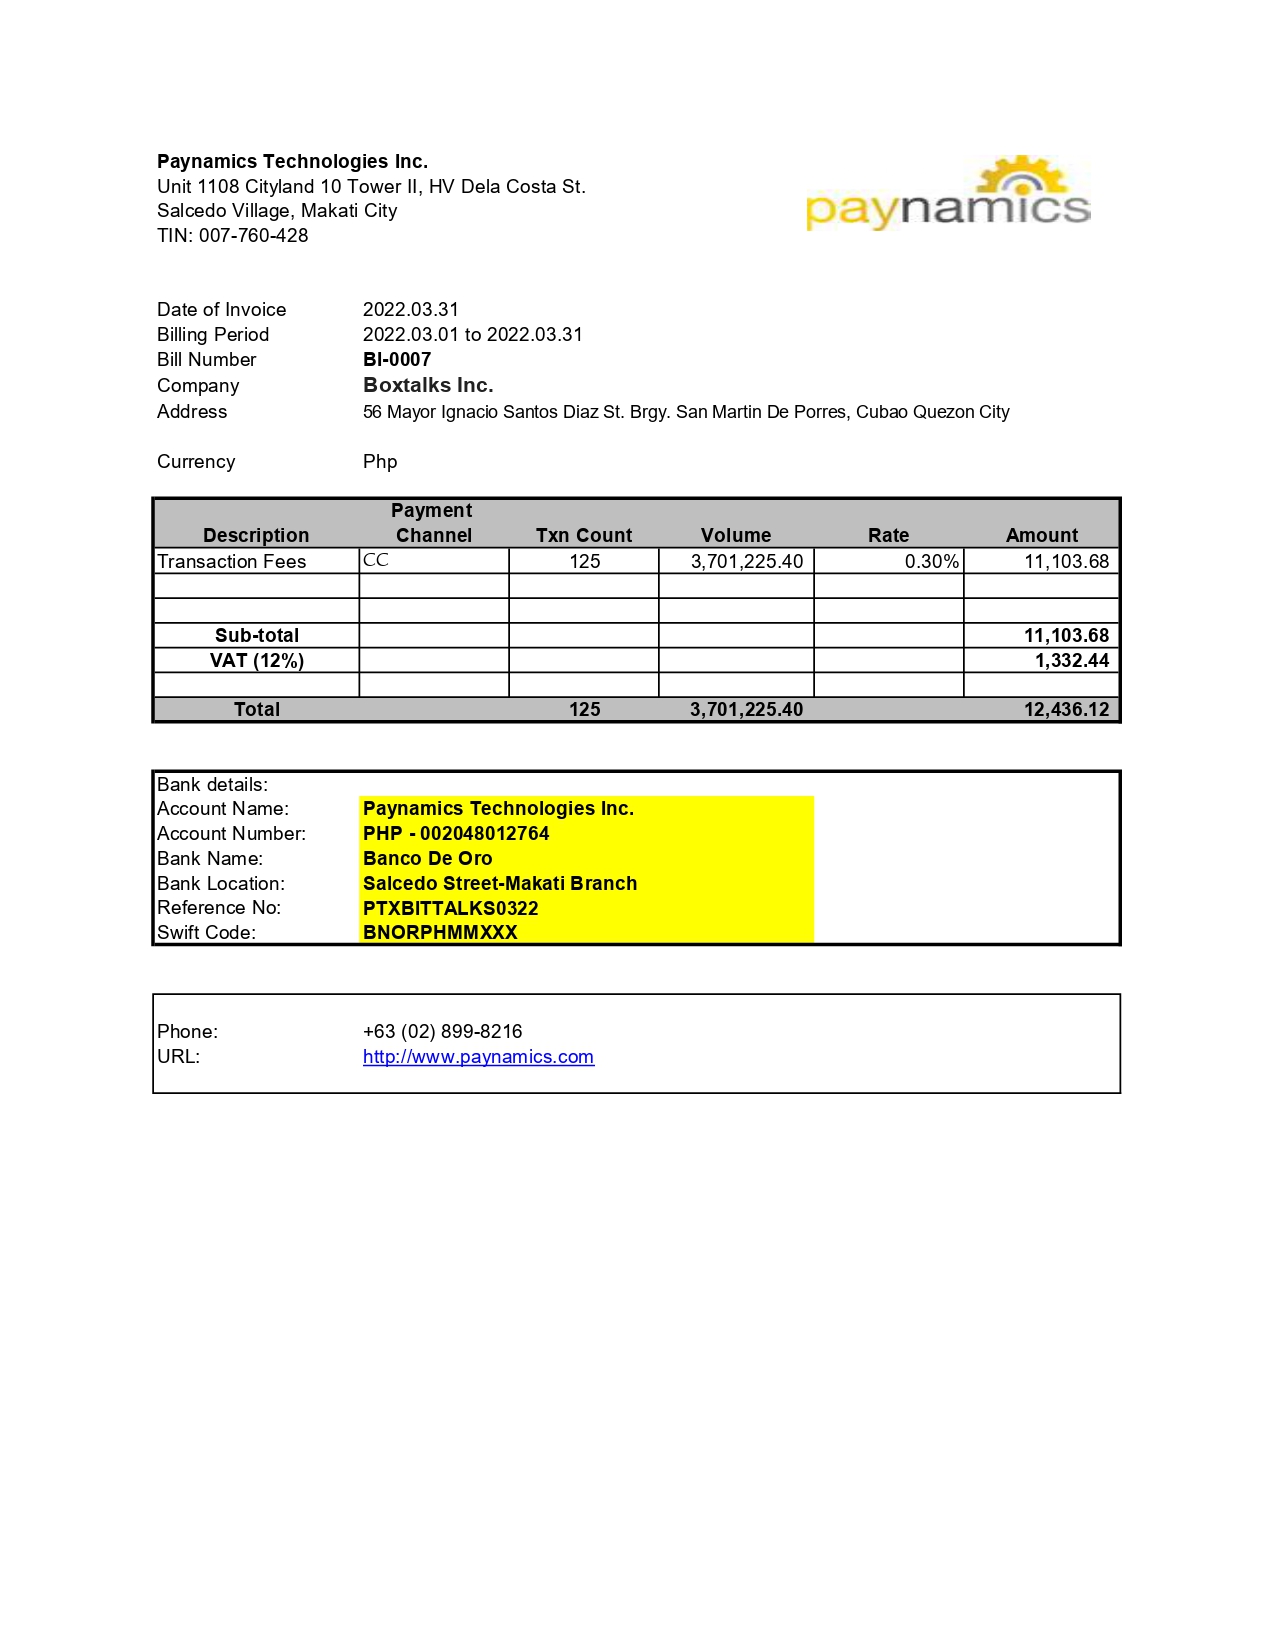 Paynamics Technologies Inc.
Unit 1108 Cityland 10 Tower II, HV Dela Costa St.
Salcedo Village, Makati City
TIN: 007-760-428
paynamics
Date of Invoice 2022.03.31
Billing Period 2022.03.01 to 2022.03.31
Bill Number BI-0007
Company Boxtalks Inc.
Address 56 Mayor Ignacio Santos Diaz St. Brgy. San Martin De Porres, Cubao Quezon City
Currency Php
Description Payment Channel Txn Count Volume Rate Amount
Transaction Fees CC 125 3,701,225.40 0.30% 11,103.68
Sub-total 11,103.68
VAT (12%) 1,332.44
Total 125 3,701,225.40 12,436.12
Bank details:
Account Name: Paynamics Technologies Inc.
Account Number: PHP - 002048012764
Bank Name: Banco De Oro
Bank Location: Salcedo Street-Makati Branch
Reference No: PTXBITTALKS0322
Swift Code: BNORPHMMXXX
Phone: +63 (02) 899-8216
URL: http://www.paynamics.com